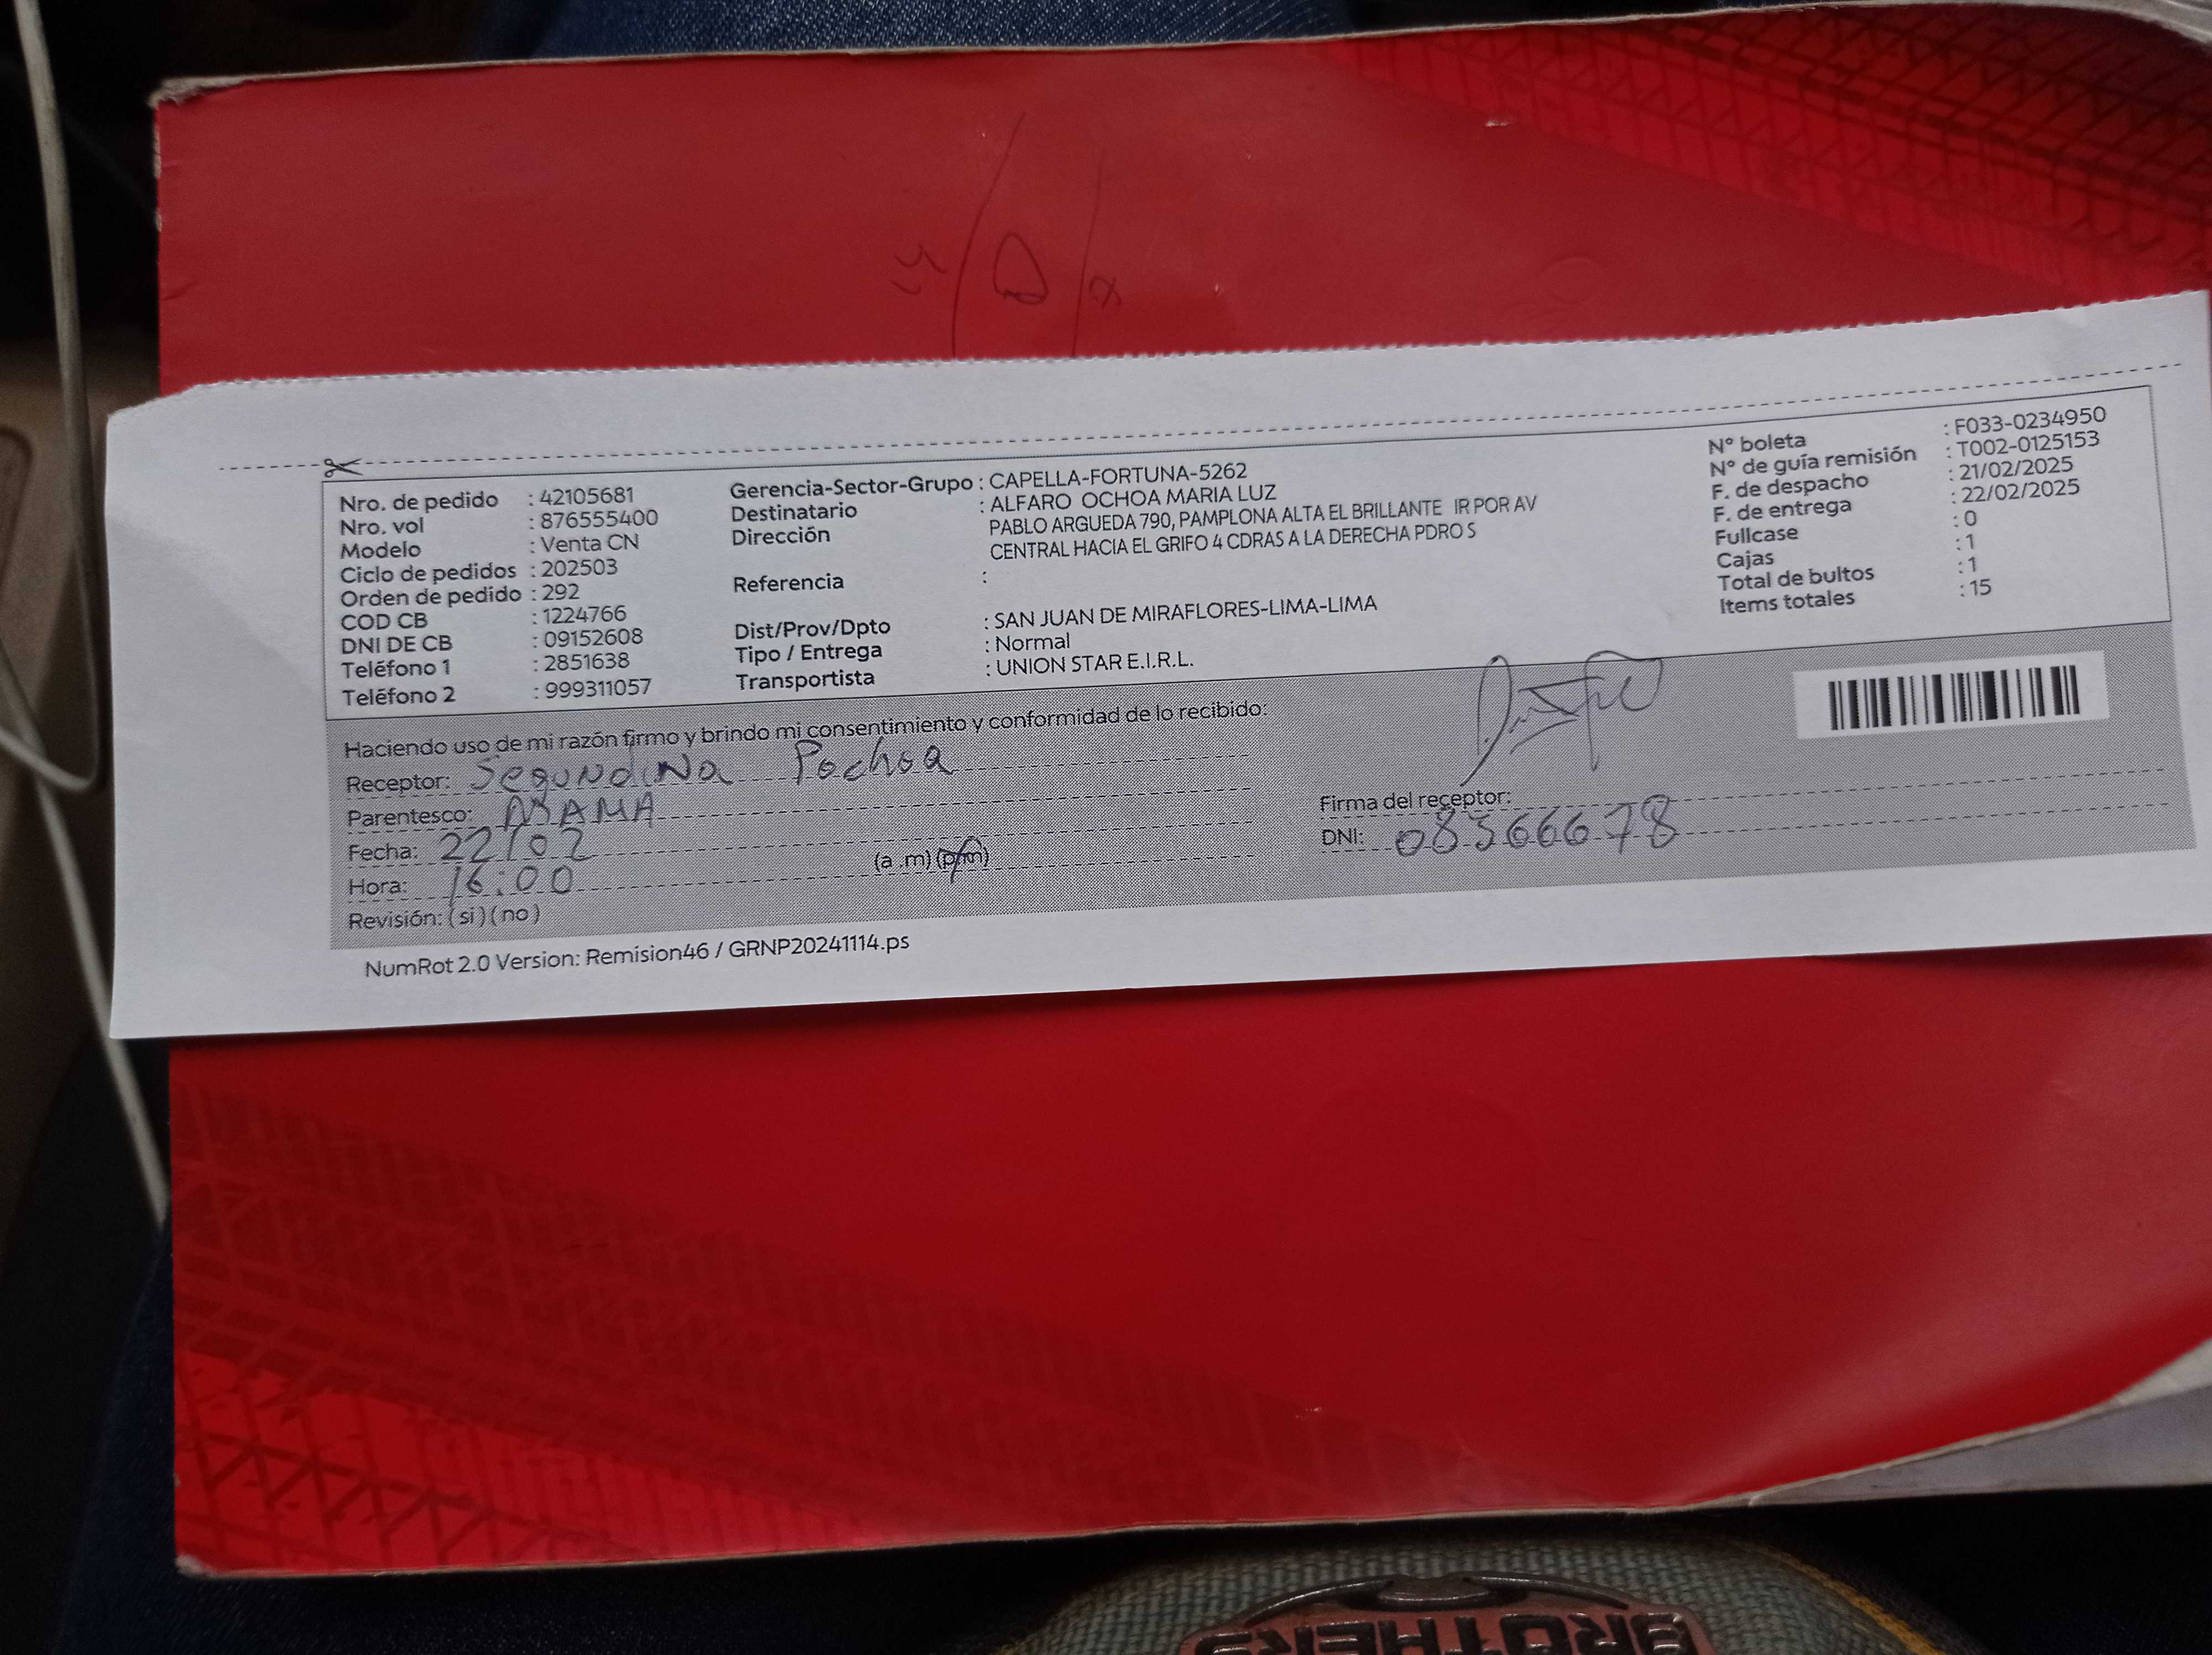 Nro. de pedido : 42105681
Nro. vol : 876555400
Modelo : Venta CN
Ciclo de pedidos : 202503
Orden de pedido : 292
COD CB : 1224766
DNI DE CB : 09152608
Teléfono 1 : 2851638
Teléfono 2 : 999311057
Gerencia-Sector-Grupo : CAPELLA-FORTUNA-5262
Destinatario : ALFARO OCHOA MARIA LUZ
Dirección PABLO ARGUEDA 790, PAMPLONA ALTA EL BRILLANTE IR POR AV
CENTRAL HACIA EL GRIFO 4 CDRAS A LA DERECHA PDRO S
Referencia :
Dist/Prov/Dpto : SAN JUAN DE MIRAFLORES-LIMA-LIMA
Tipo / Entrega : Normal
Transportista : UNION STAR E.I.R.L.
N° boleta : F033-0234950
N° de guía remisión : T002-0125153
F. de despacho : 21/02/2025
F. de entrega : 22/02/2025
Fullcase : 0
Cajas : 1
Total de bultos : 1
Items totales : 15
Haciendo uso de mi razón firmo y brindo mi consentimiento y conformidad de lo recibido:
Receptor: Segundina Pochoa
Parentesco: MAMA
Fecha: 22/02
Hora: 16:00 (a .m) (p.m)
Revisión: (si) (no)
Firma del receptor:
DNI: 08566678
NumRot 2.0 Version: Remision46 / GRNP20241114.ps
BROTHERS